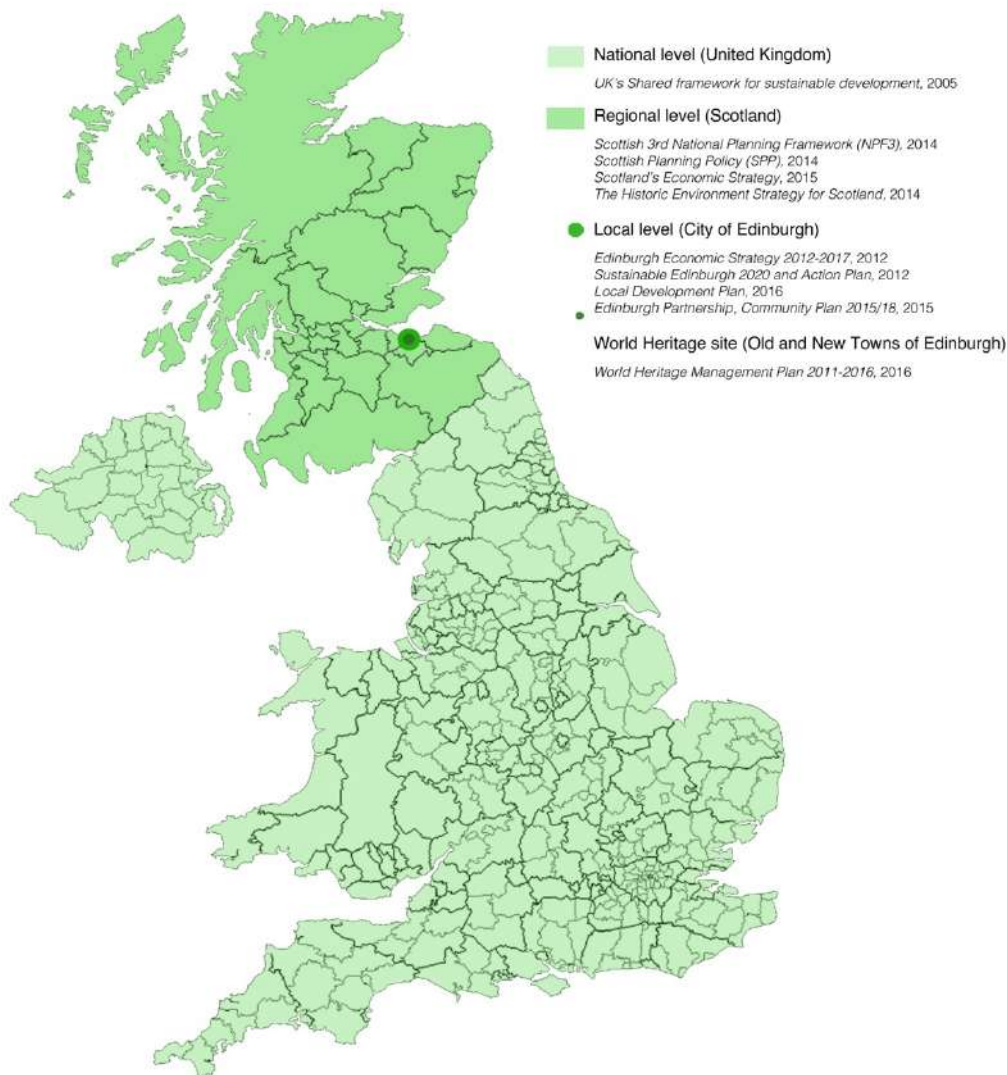 National level (United Kingdom)
UK's Shared framework for sustainable development, 2005
Regional level (Scotland)
Scottish 3rd National Planning Framework (NPF3), 2014
Scottish Planning Policy (SPP), 2014
Scotland's Economic Strategy, 2015
The Historic Environment Strategy for Scotland, 2014
Local level (City of Edinburgh)
Edinburgh Economic Strategy 2012-2017, 2012
Sustainable Edinburgh 2020 and Action Plan, 2012
Local Development Plan, 2016
Edinburgh Partnership, Community Plan 2015/18, 2015
World Heritage site (Old and New Towns of Edinburgh)
World Heritage Management Plan 2011-2016, 2016